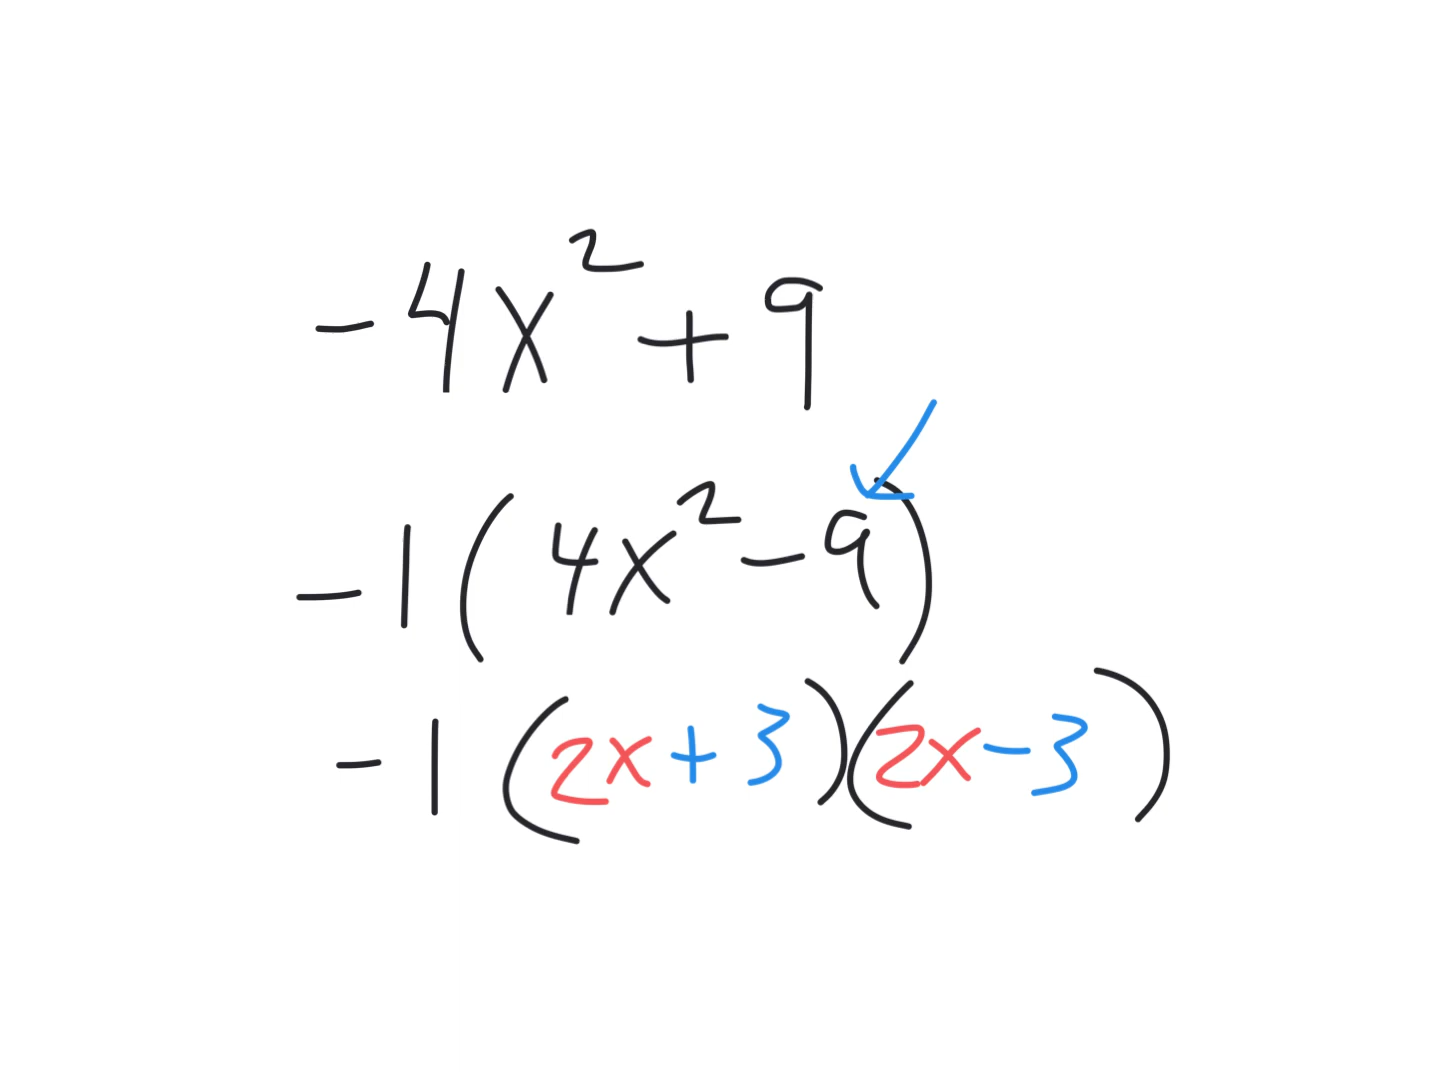 -4x² + 9
-1(4x² - 9)
-1(2x + 3)(2x - 3)